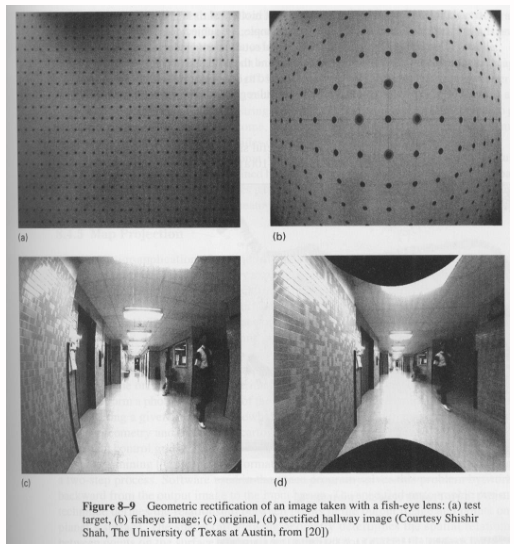 (a)
(b)
(c)
(d)
Figure 8–9 Geometric rectification of an image taken with a fish-eye lens: (a) test
target, (b) fisheye image; (c) original, (d) rectified hallway image (Courtesy Shishir
Shah, The University of Texas at Austin, from [20])